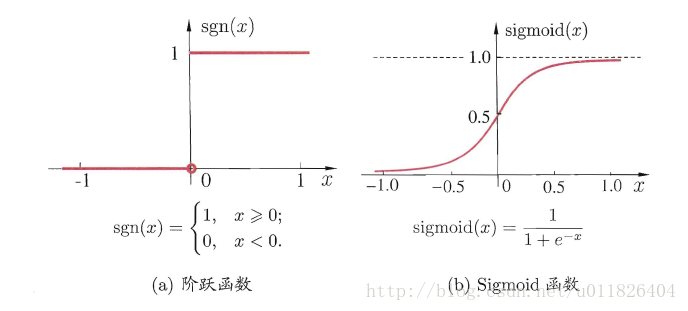 sgn(x)
1
-1
0
1
x
sgn(x) = { 1, x ⩾ 0;
0, x < 0.
(a) 阶跃函数
sigmoid(x)
1.0
0.5
−1.0
−0.5
0
0.5
1.0
x
sigmoid(x) = 1 / (1 + e^{−x})
(b) Sigmoid 函数
http://blog.csdn.net/u011826404